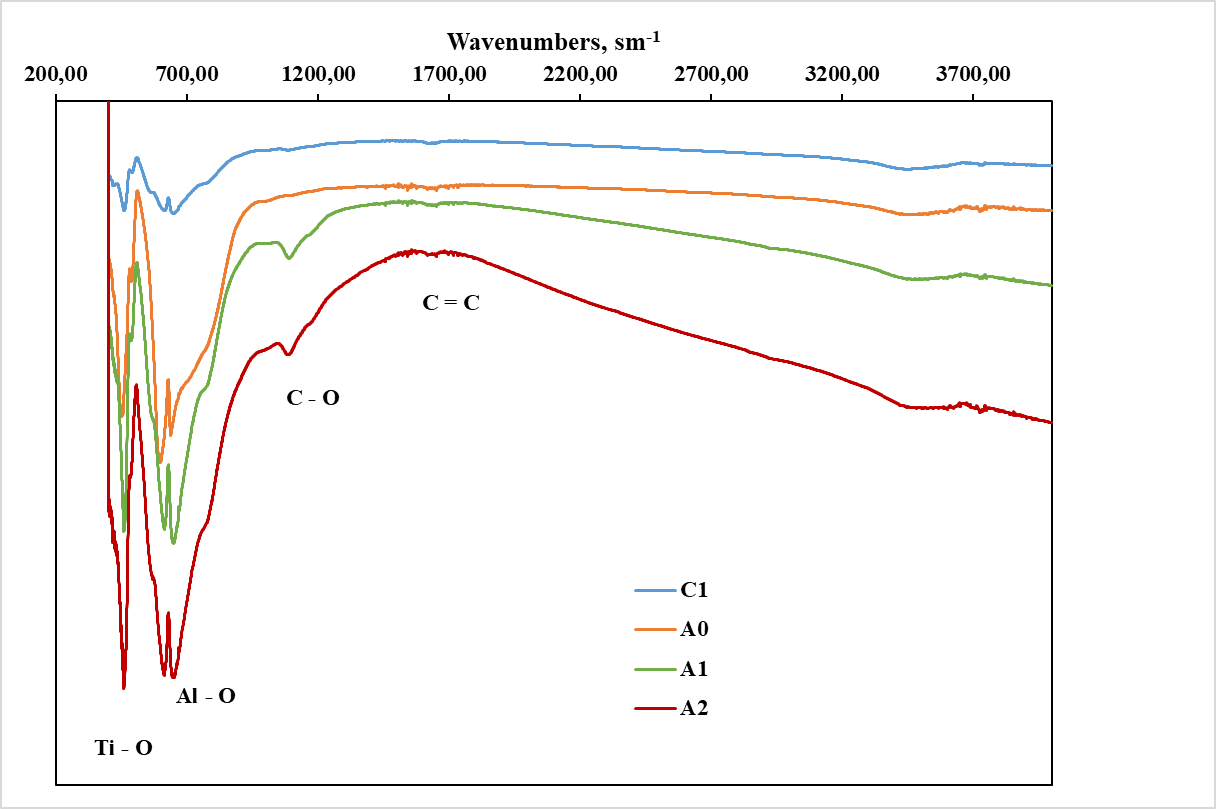 Wavenumbers, sm-1
200,00 700,00 1200,00 1700,00 2200,00 2700,00 3200,00 3700,00
C = C
C - O
C1
A0
A1
A2
Al - O
Ti - O